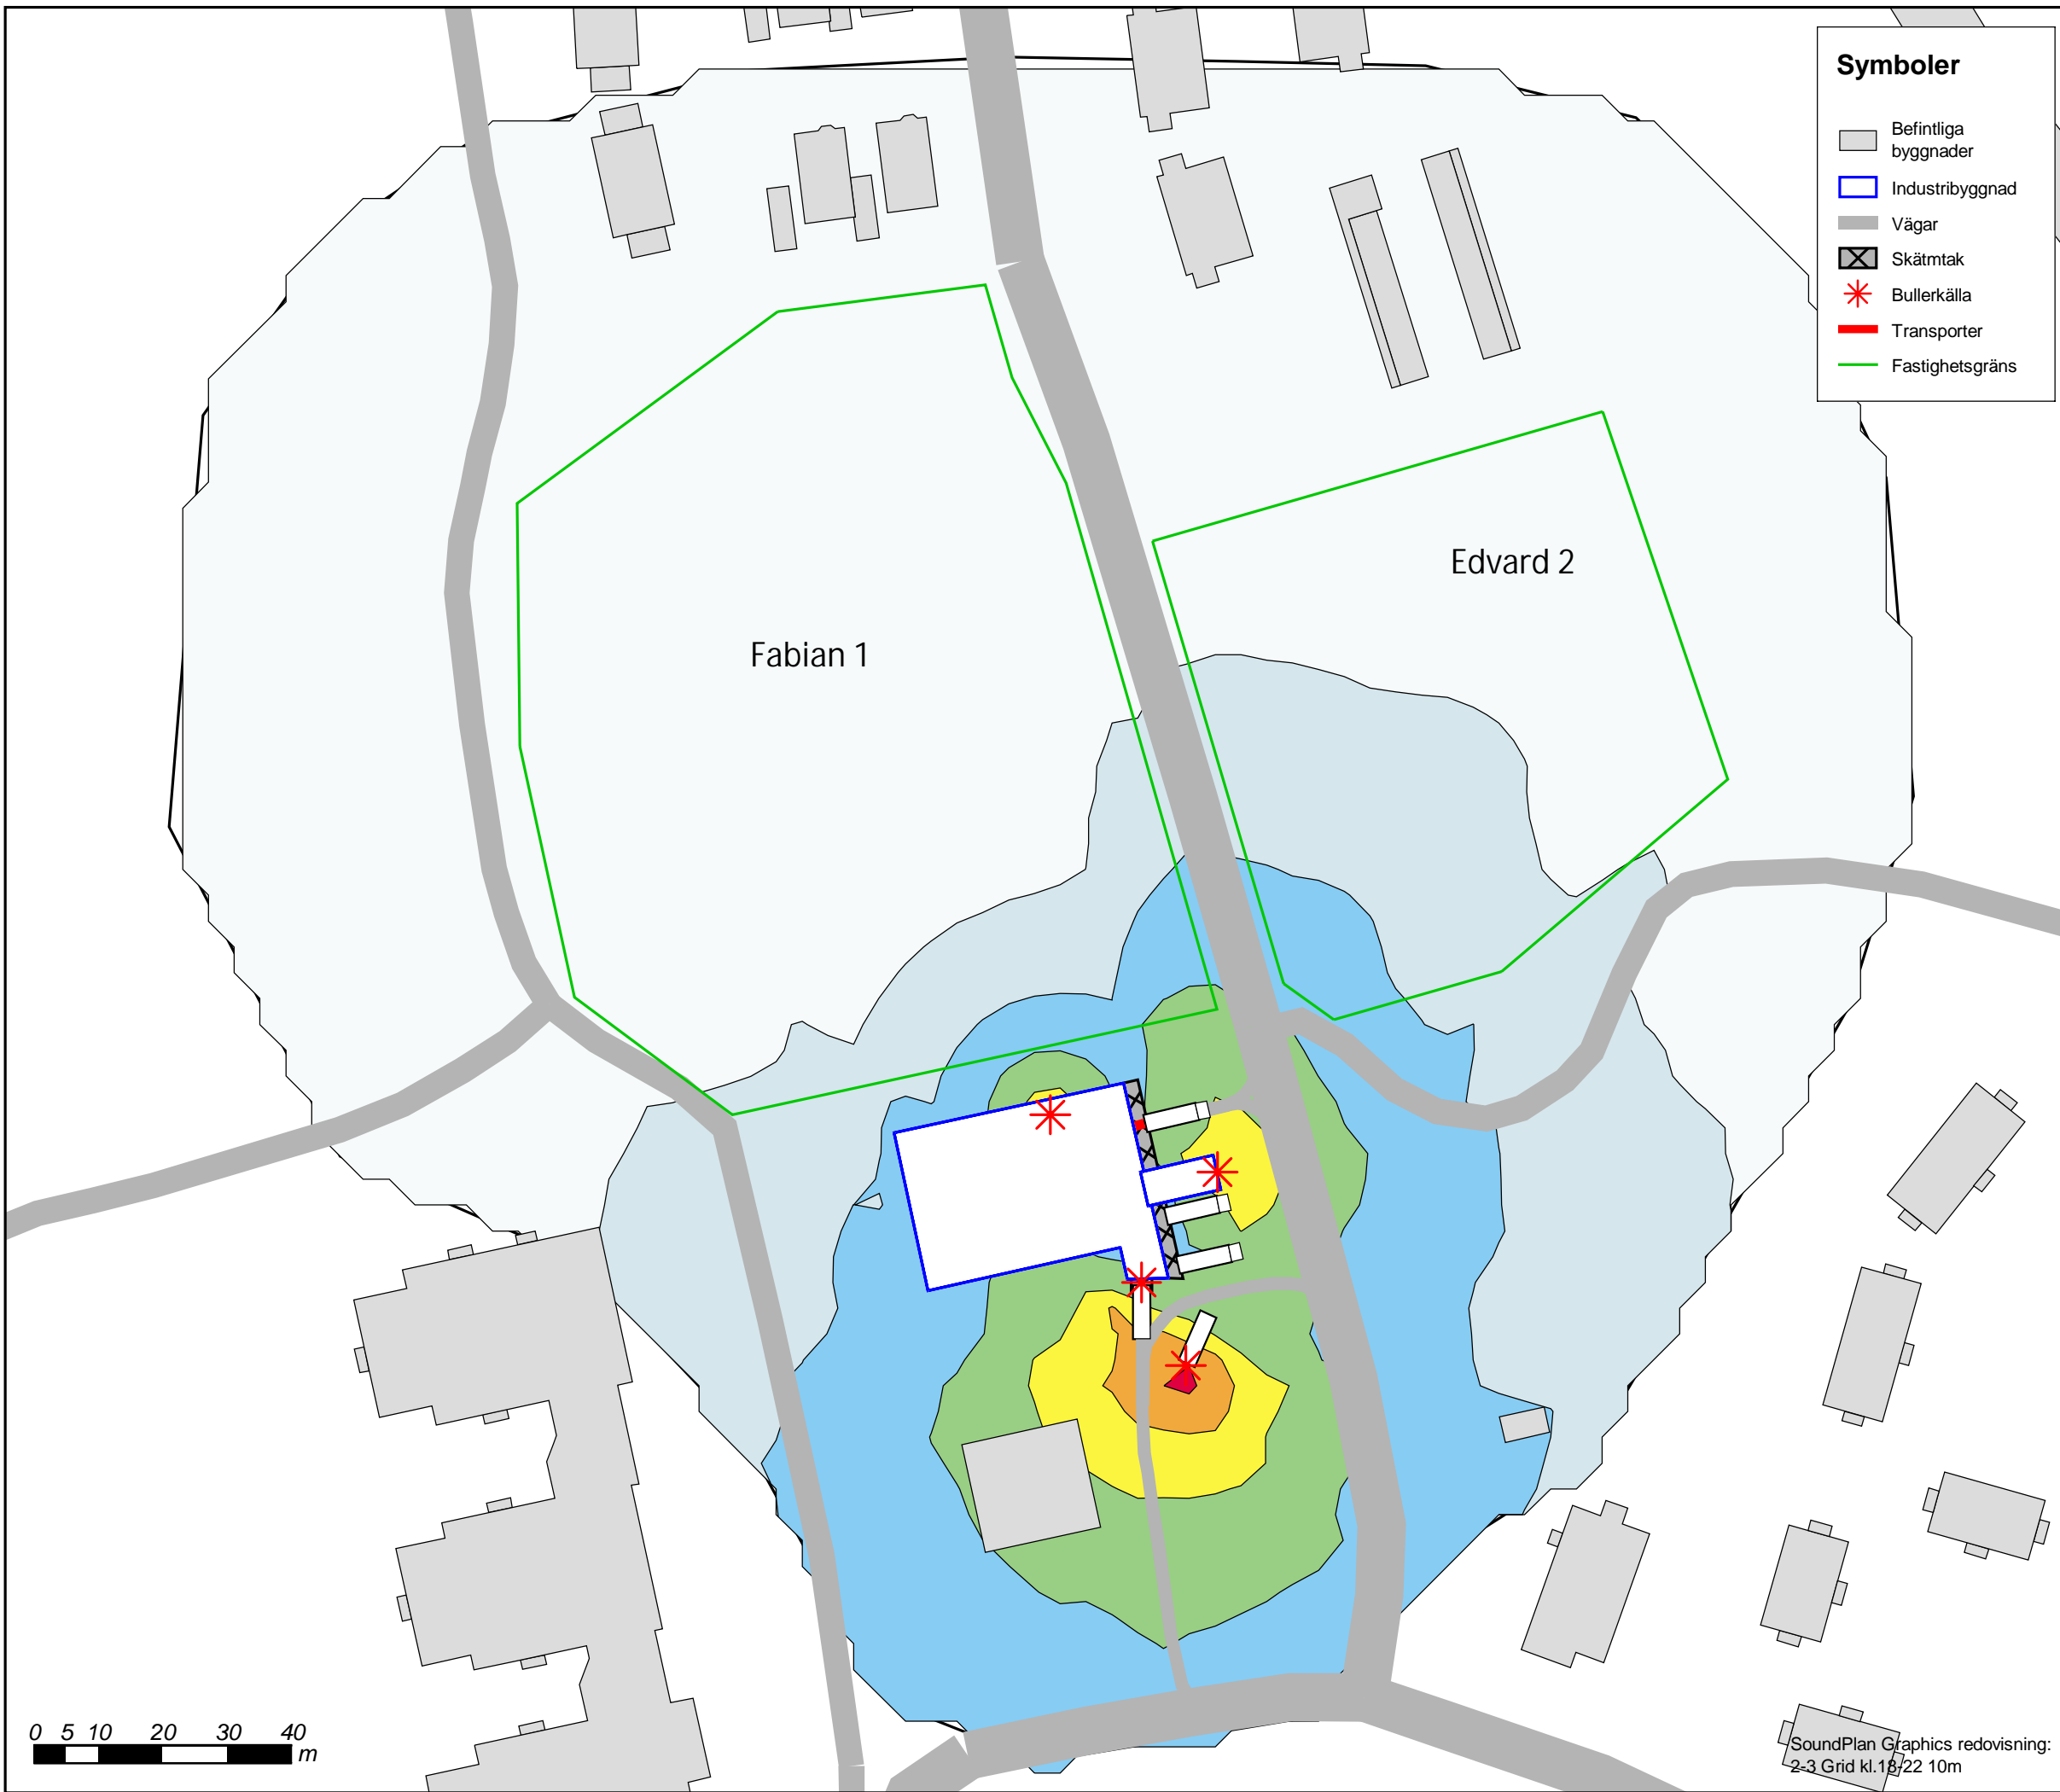 Symboler
Befintliga
byggnader
Industribyggnad
Vägar
Skätmtak
Bullerkälla
Transporter
Fastighetsgräns
Edvard 2
Fabian 1
0 5 10 20 30 40
m
SoundPlan Graphics redovisning:
2-3 Grid kl.18-22 10m